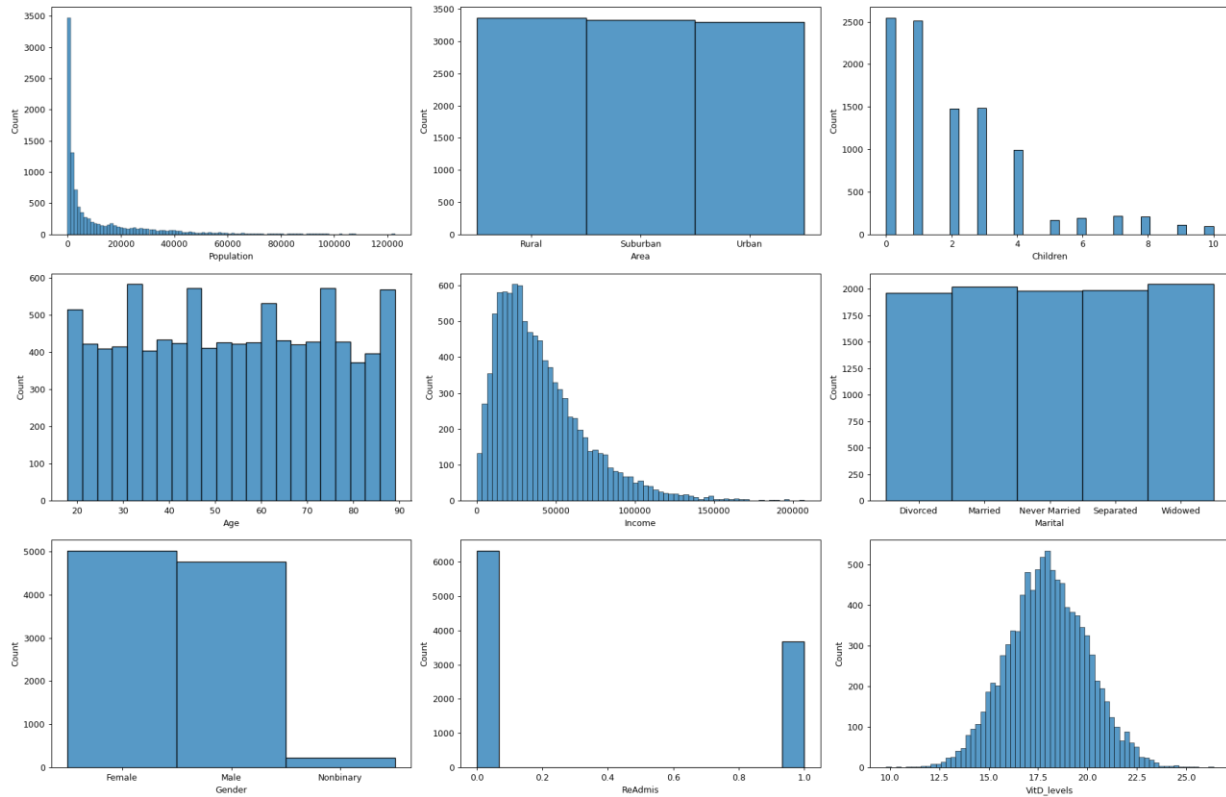 3500
3000
2500
2000
1500
1000
500
0
Count
0 20000 40000 60000 80000 100000 120000
Population
3500
3000
2500
2000
1500
1000
500
0
Count
Rural Suburban Urban
Area
2500
2000
1500
1000
500
0
Count
0 2 4 6 8 10
Children
600
500
400
300
200
100
0
Count
20 30 40 50 60 70 80 90
Age
600
500
400
300
200
100
0
Count
0 50000 100000 150000 200000
Income
2000
1750
1500
1250
1000
750
500
250
0
Count
Divorced Married Never Married Separated Widowed
Marital
5000
4000
3000
2000
1000
0
Count
Female Male Nonbinary
Gender
6000
5000
4000
3000
2000
1000
0
Count
0.0 0.2 0.4 0.6 0.8 1.0
ReAdmis
500
400
300
200
100
0
Count
10.0 12.5 15.0 17.5 20.0 22.5 25.0
VitD_levels